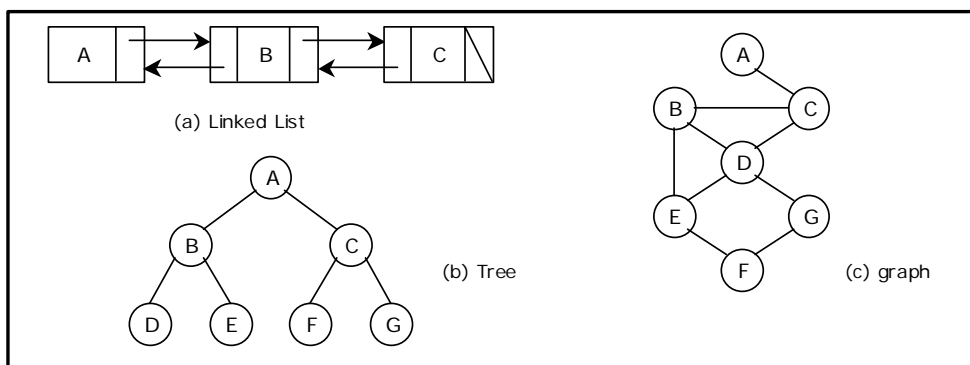 A B C
(a) Linked List
A
B C
D E F G
(b) Tree
A
B C
D
E G
F
(c) graph